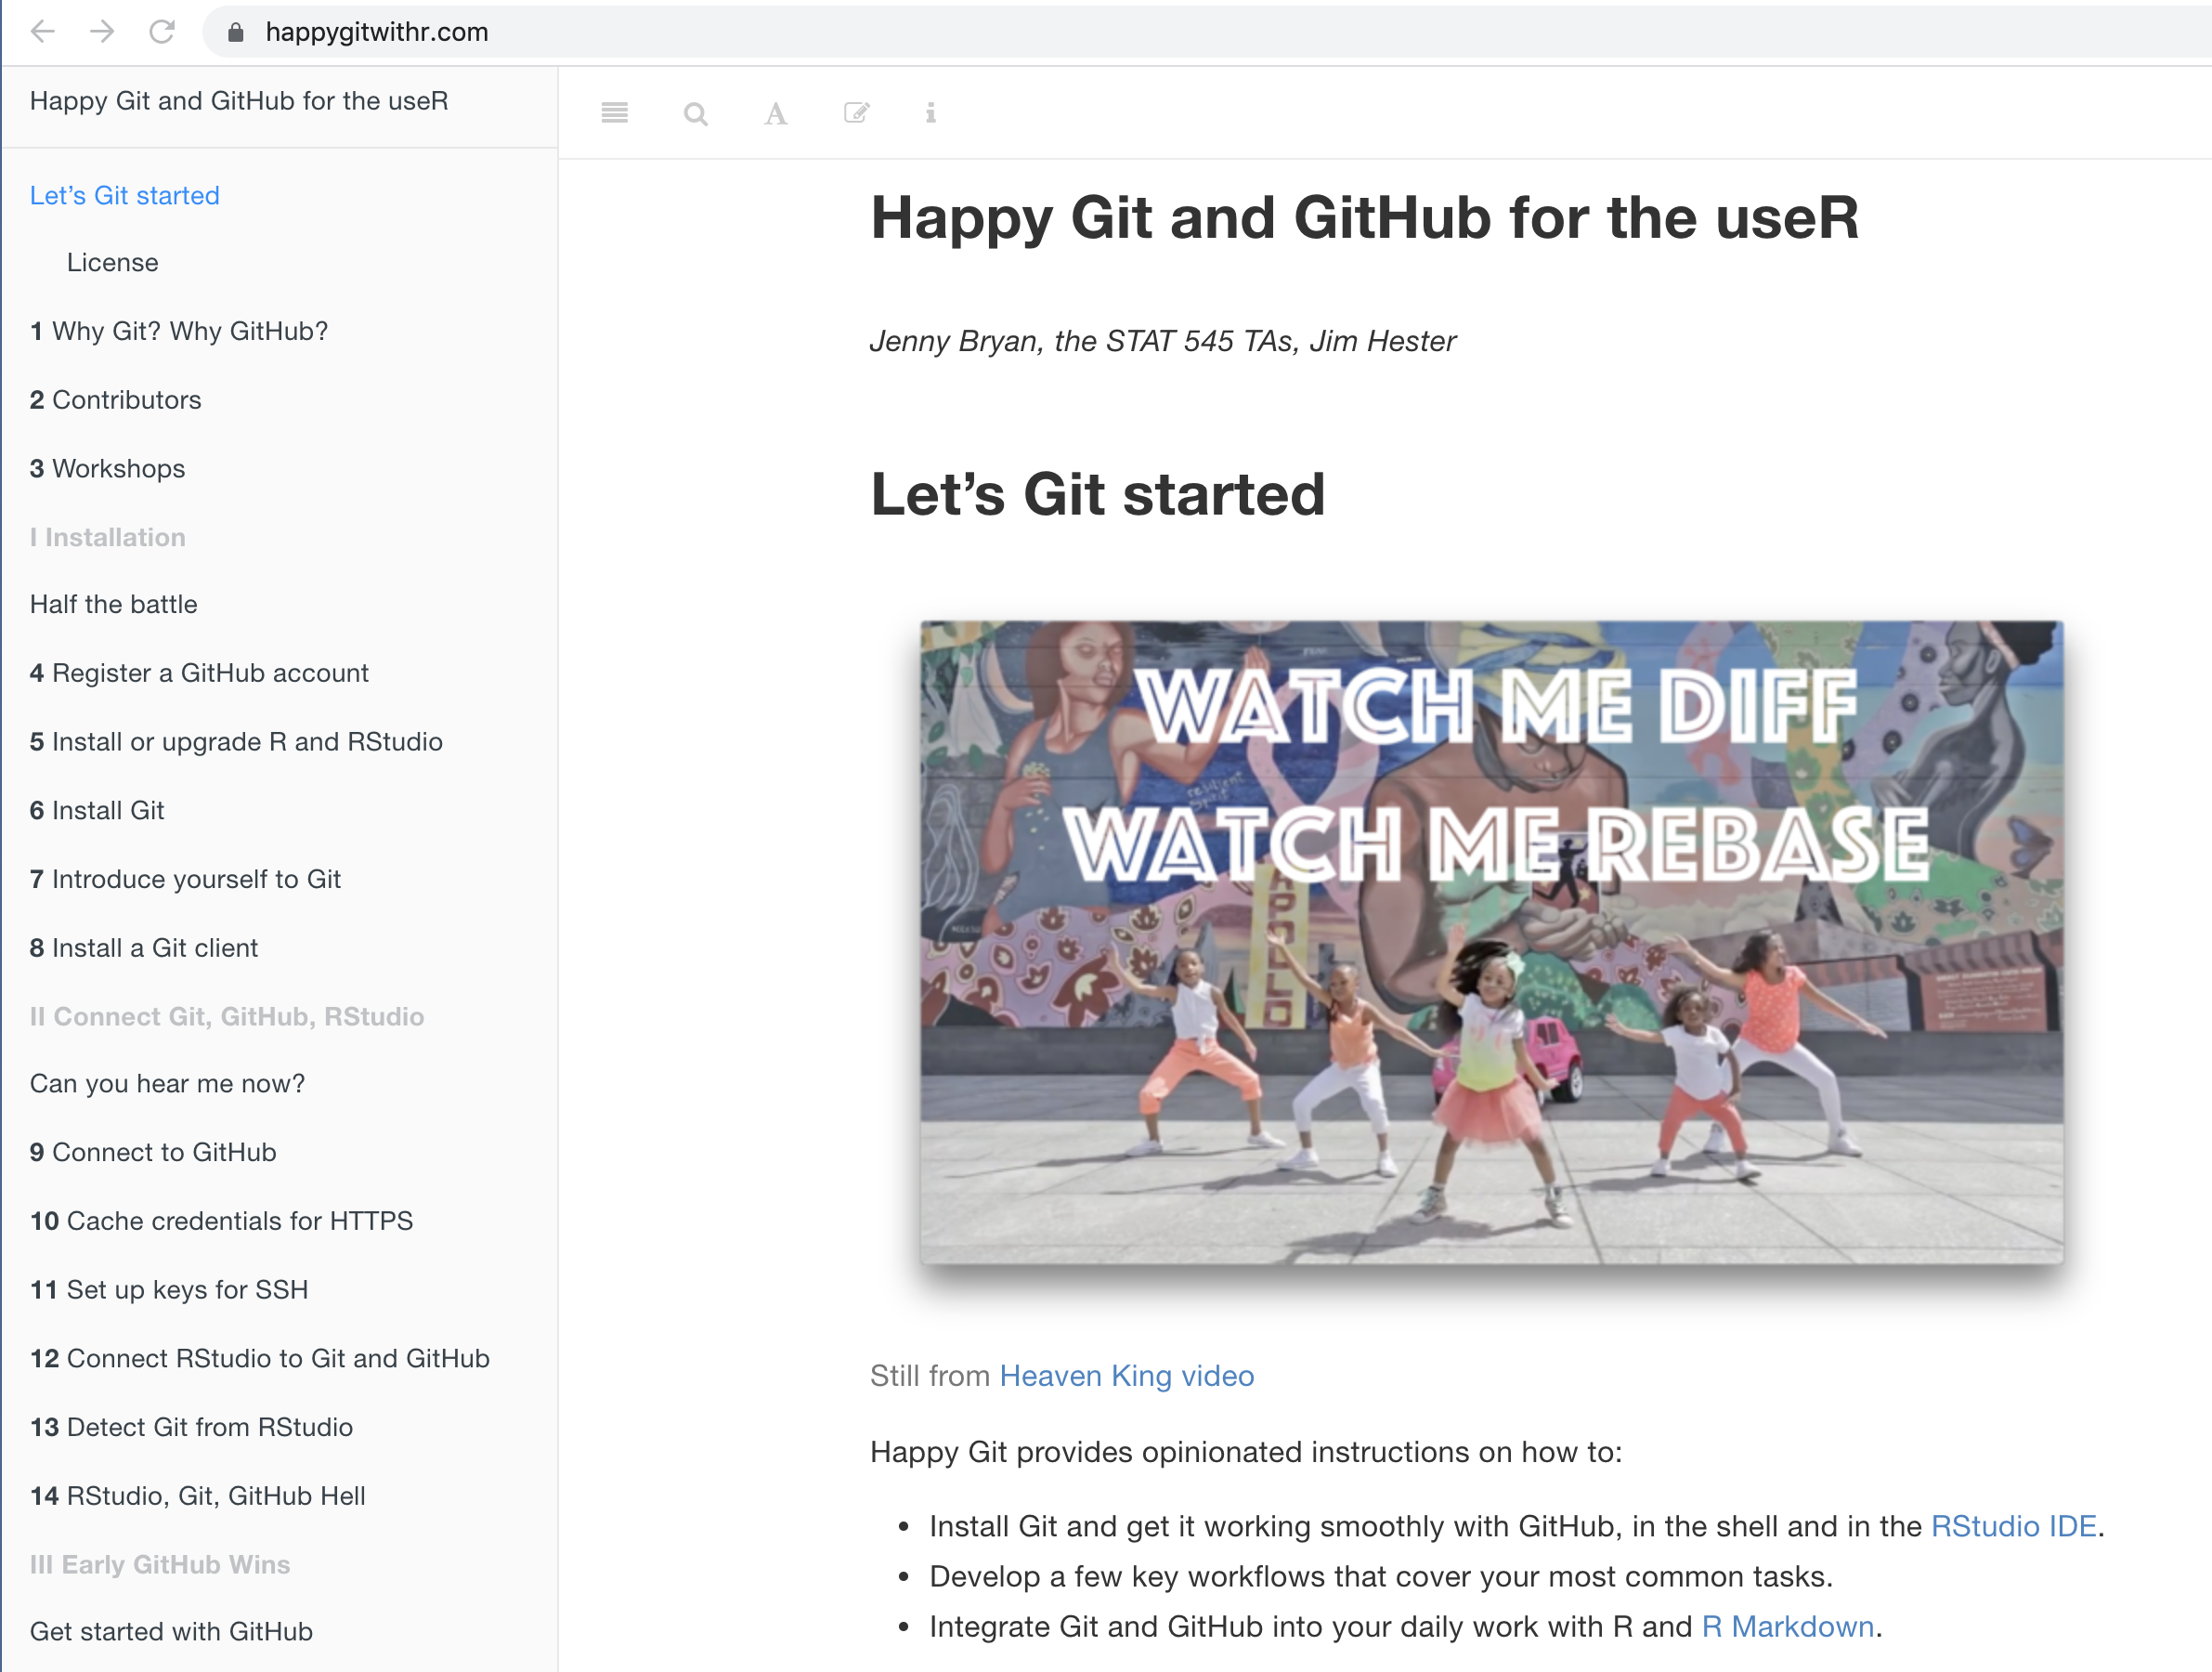 happygitwithr.com
Happy Git and GitHub for the useR
Let’s Git started
License
1 Why Git? Why GitHub?
2 Contributors
3 Workshops
I Installation
Half the battle
4 Register a GitHub account
5 Install or upgrade R and RStudio
6 Install Git
7 Introduce yourself to Git
8 Install a Git client
II Connect Git, GitHub, RStudio
Can you hear me now?
9 Connect to GitHub
10 Cache credentials for HTTPS
11 Set up keys for SSH
12 Connect RStudio to Git and GitHub
13 Detect Git from RStudio
14 RStudio, Git, GitHub Hell
III Early GitHub Wins
Get started with GitHub
Happy Git and GitHub for the useR
Jenny Bryan, the STAT 545 TAs, Jim Hester
Let’s Git started
WATCH ME DIFF
WATCH ME REBASE
resilient
spirit
APOLLO
Still from Heaven King video
Happy Git provides opinionated instructions on how to:
• Install Git and get it working smoothly with GitHub, in the shell and in the RStudio IDE.
• Develop a few key workflows that cover your most common tasks.
• Integrate Git and GitHub into your daily work with R and R Markdown.